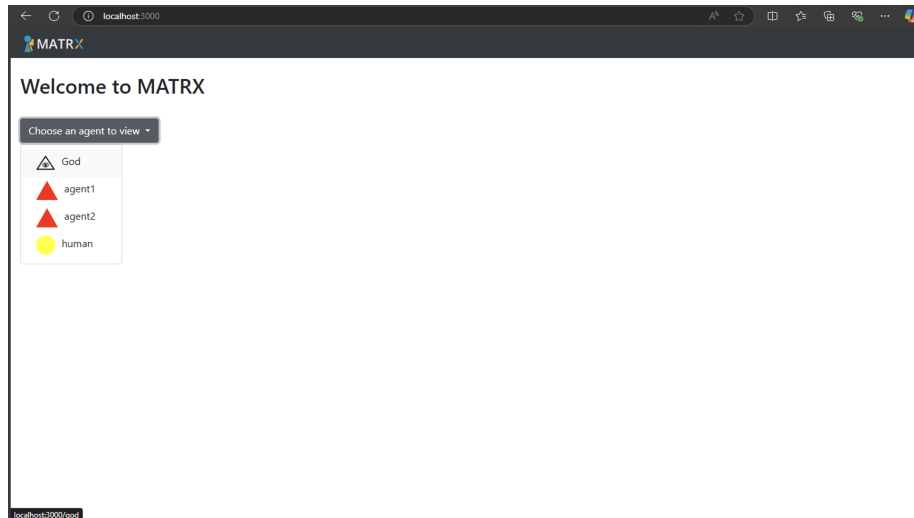 localhost:3000
MATRX
Welcome to MATRX
Choose an agent to view
God
agent1
agent2
human
localhost:3000/god